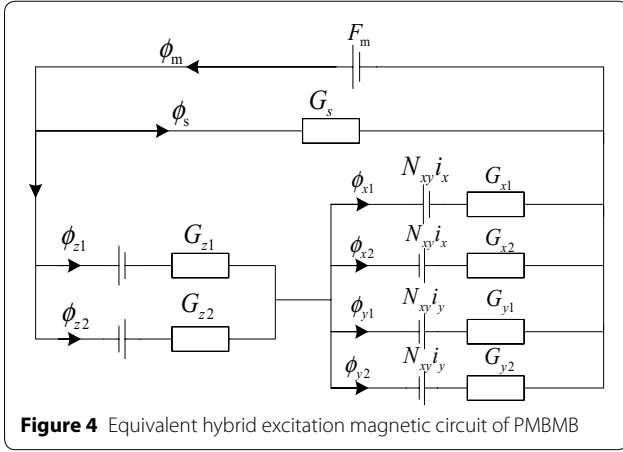 F_m
ϕ_m
ϕ_s
G_s
ϕ_x1 N_xy i_x G_x1
ϕ_x2 N_xy i_x G_x2
ϕ_z1 G_z1
ϕ_y1 N_xy i_y G_y1
ϕ_z2 G_z2
ϕ_y2 N_xy i_y G_y2
Figure 4 Equivalent hybrid excitation magnetic circuit of PMBMB